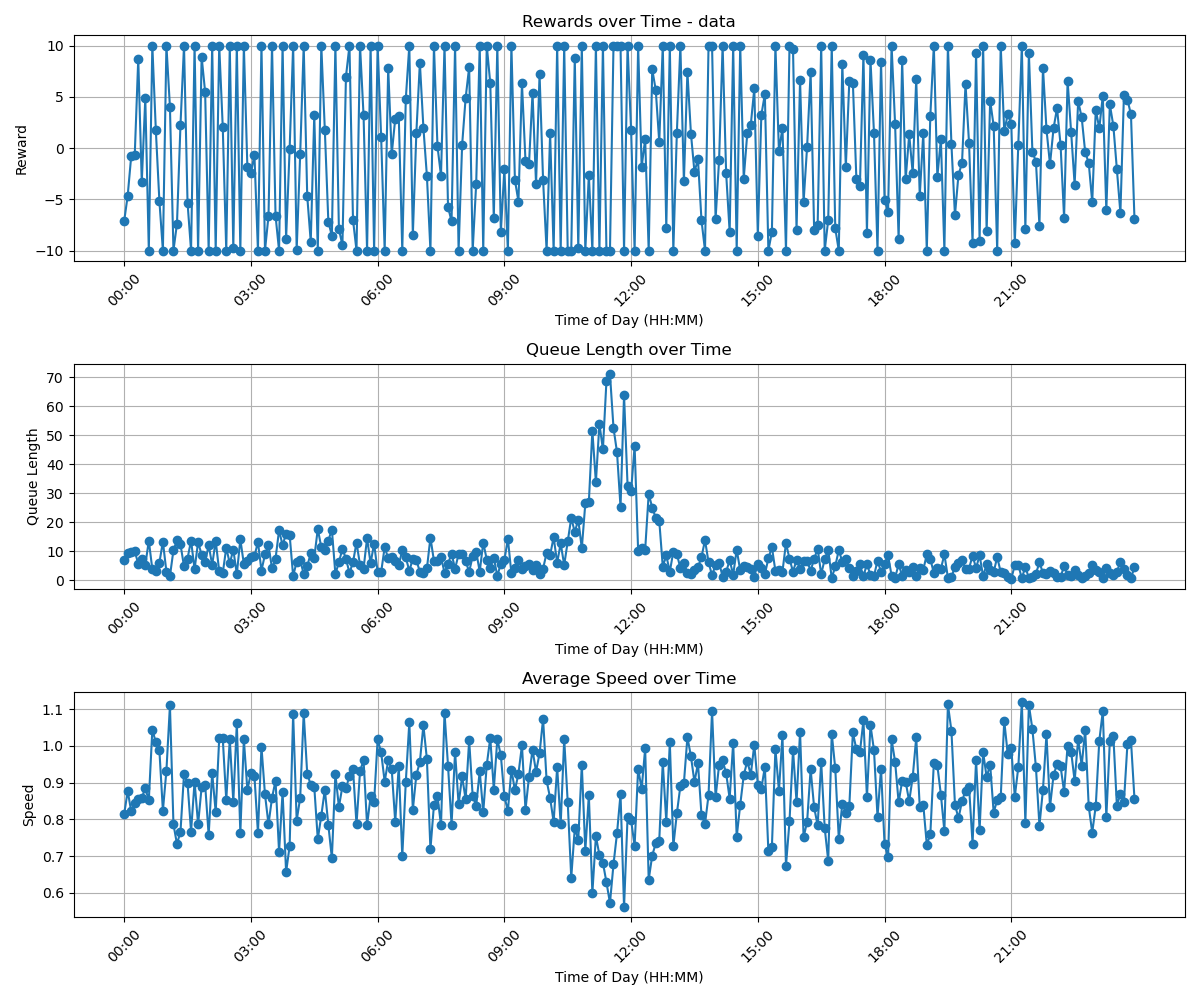 Rewards over Time - data
Reward
10
5
0
−5
−10
00:00 03:00 06:00 09:00 12:00 15:00 18:00 21:00
Time of Day (HH:MM)
Queue Length over Time
Queue Length
70
60
50
40
30
20
10
0
00:00 03:00 06:00 09:00 12:00 15:00 18:00 21:00
Time of Day (HH:MM)
Average Speed over Time
Speed
1.1
1.0
0.9
0.8
0.7
0.6
00:00 03:00 06:00 09:00 12:00 15:00 18:00 21:00
Time of Day (HH:MM)